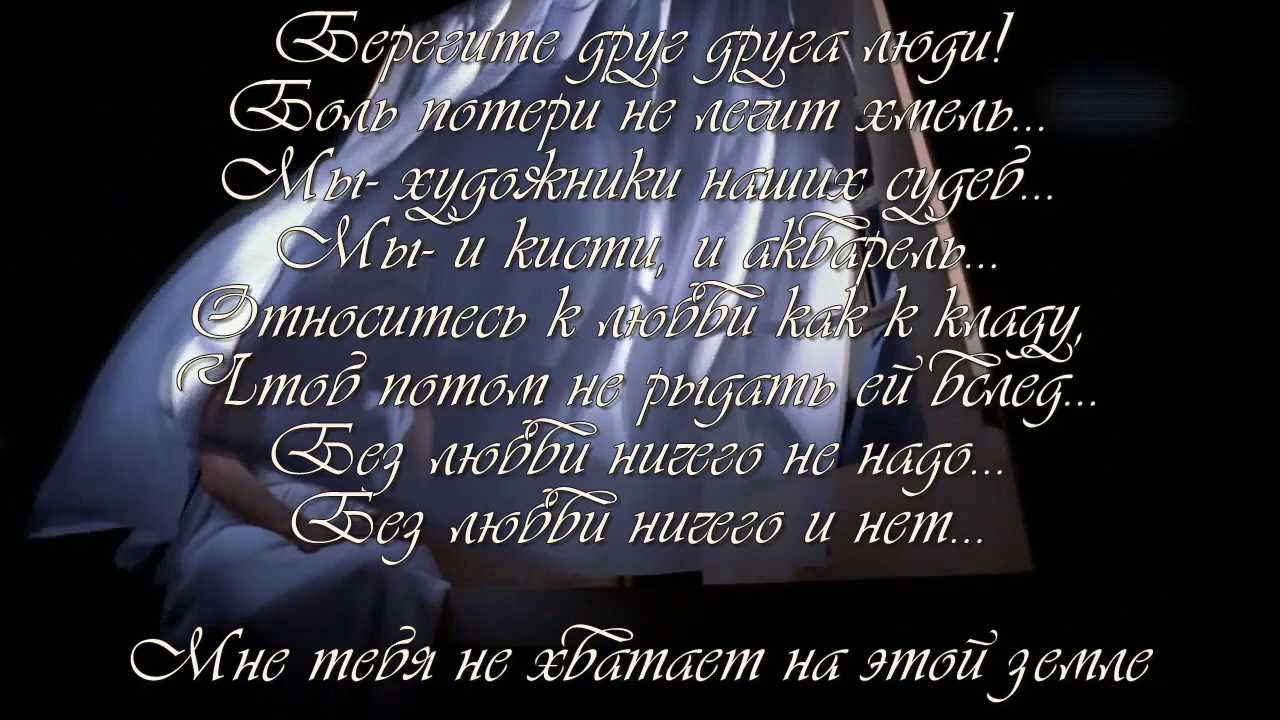 Берегите друг друга люди!
Боль потери не лечит хмель...
Мы- художники наших судеб...
Мы- и кисти, и акварель...
Относитесь к любви как к кладу,
Чтоб потом не рыдать ей вслед...
Без любви ничего не надо...
Без любви ничего и нет...
Мне тебя не хватает на этой земле